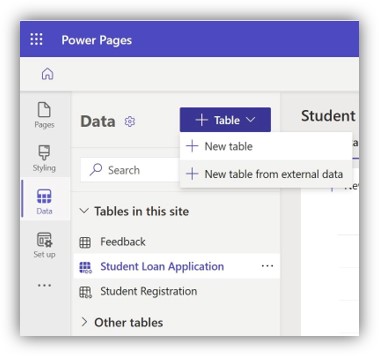 Power Pages
Pages
Styling
Data
Set up
Data
Table
New table
New table from external data
Search
Tables in this site
Feedback
Student Loan Application
Student Registration
Other tables
Student